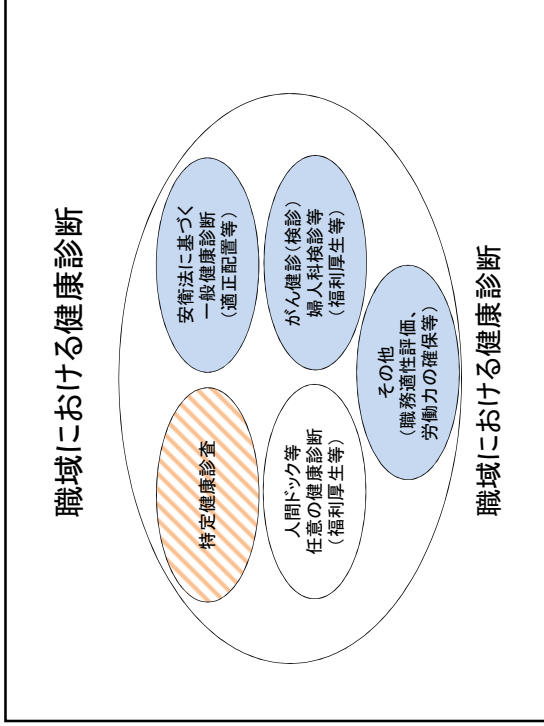 職域における健康診断
特定健康診査
安衛法に基づく
一般健康診断
（適正配置等）
人間ドック等
任意の健康診断
（福利厚生等）
がん健診（検診）
婦人科検診等
（福利厚生等）
その他
（職務適性評価、
労働力の確保等）
職域における健康診断